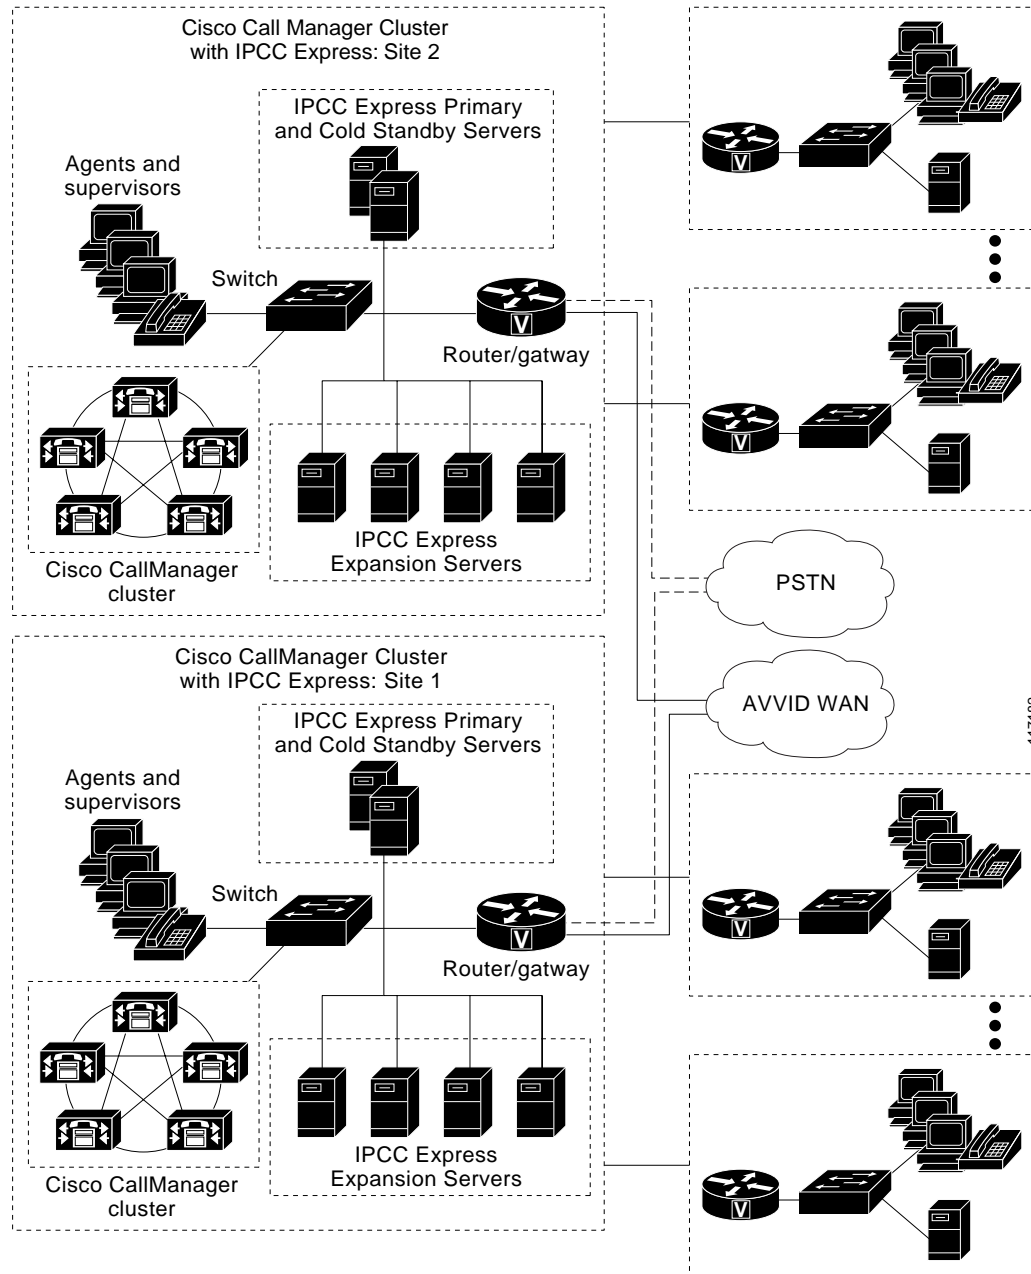 Cisco Call Manager Cluster
with IPCC Express: Site 2
IPCC Express Primary
and Cold Standby Servers
Agents and
supervisors
Switch
V
Router/gatway
IPCC Express
Expansion Servers
Cisco CallManager
cluster
V
V
PSTN
AVVID WAN
Cisco CallManager Cluster
with IPCC Express: Site 1
IPCC Express Primary
and Cold Standby Servers
Agents and
supervisors
Switch
V
Router/gatway
IPCC Express
Expansion Servers
Cisco CallManager
cluster
V
V